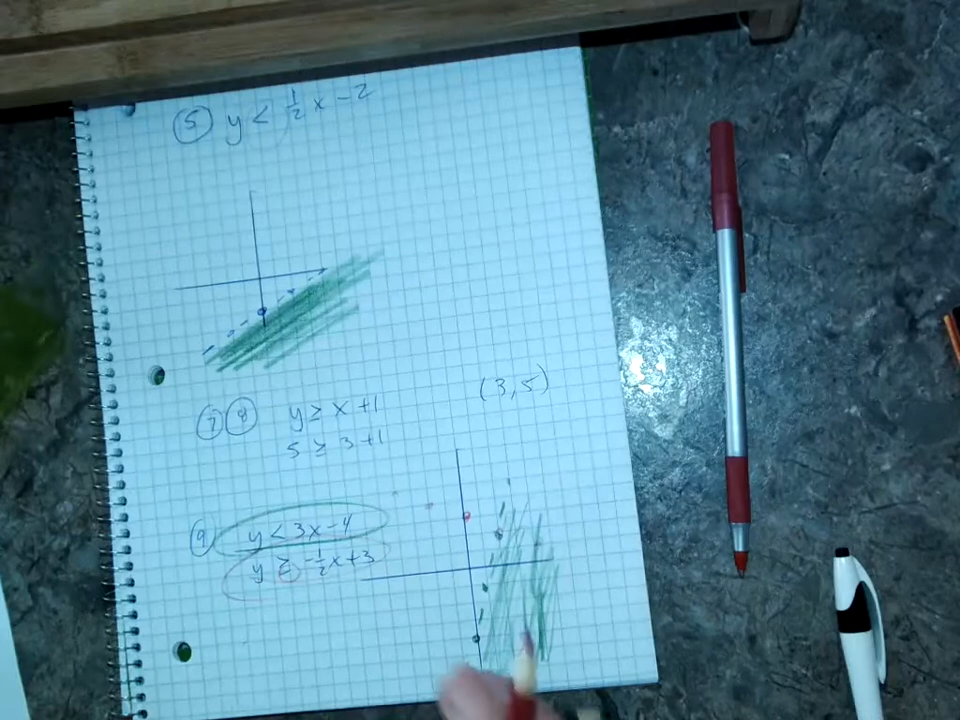 ⑤ y < 1/2 x - 2
⑦ ⑧ y ≥ x + 1 (3,5)
5 ≥ 3 + 1
⑨ y < 3x - 4
y ≥ -1/2 x + 3